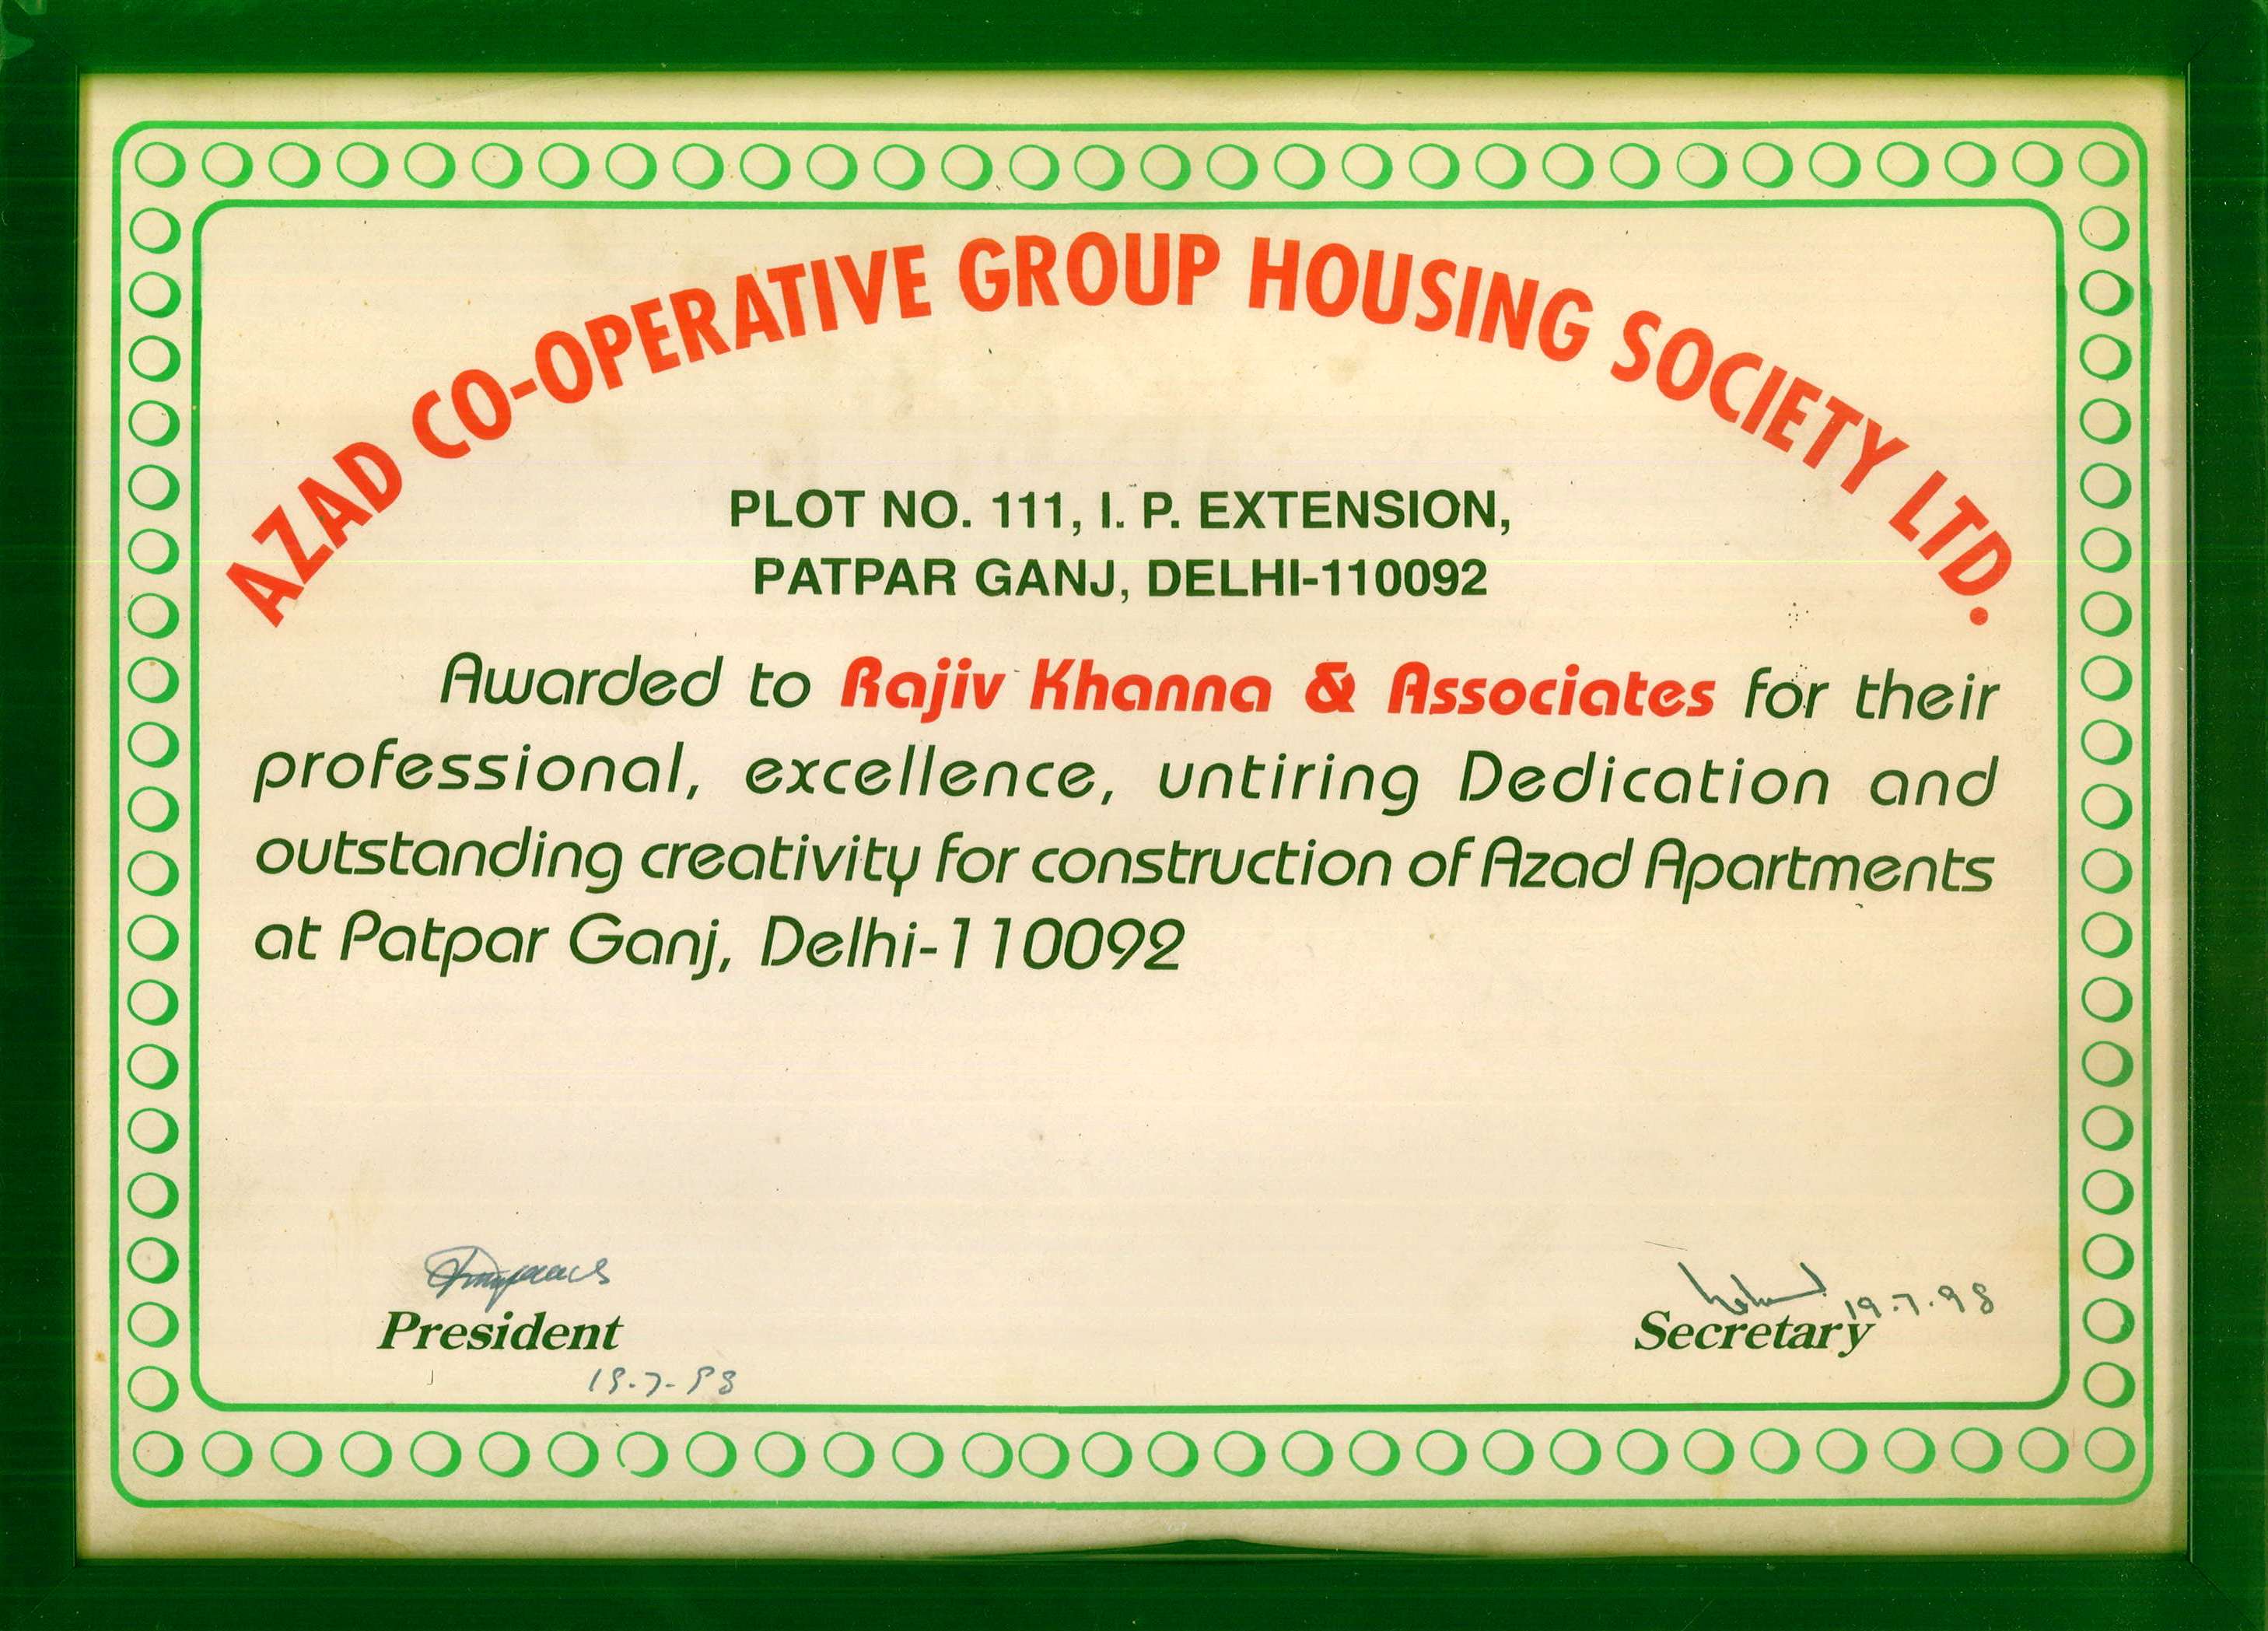 AZAD CO-OPERATIVE GROUP HOUSING SOCIETY LTD.
PLOT NO. 111, I. P. EXTENSION,
PATPAR GANJ, DELHI-110092
Awarded to Rajiv Khanna & Associates for their
professional, excellence, untiring Dedication and
outstanding creativity for construction of Azad Apartments
at Patpar Ganj, Delhi-110092
President
19-7-98
19.7.98
Secretary